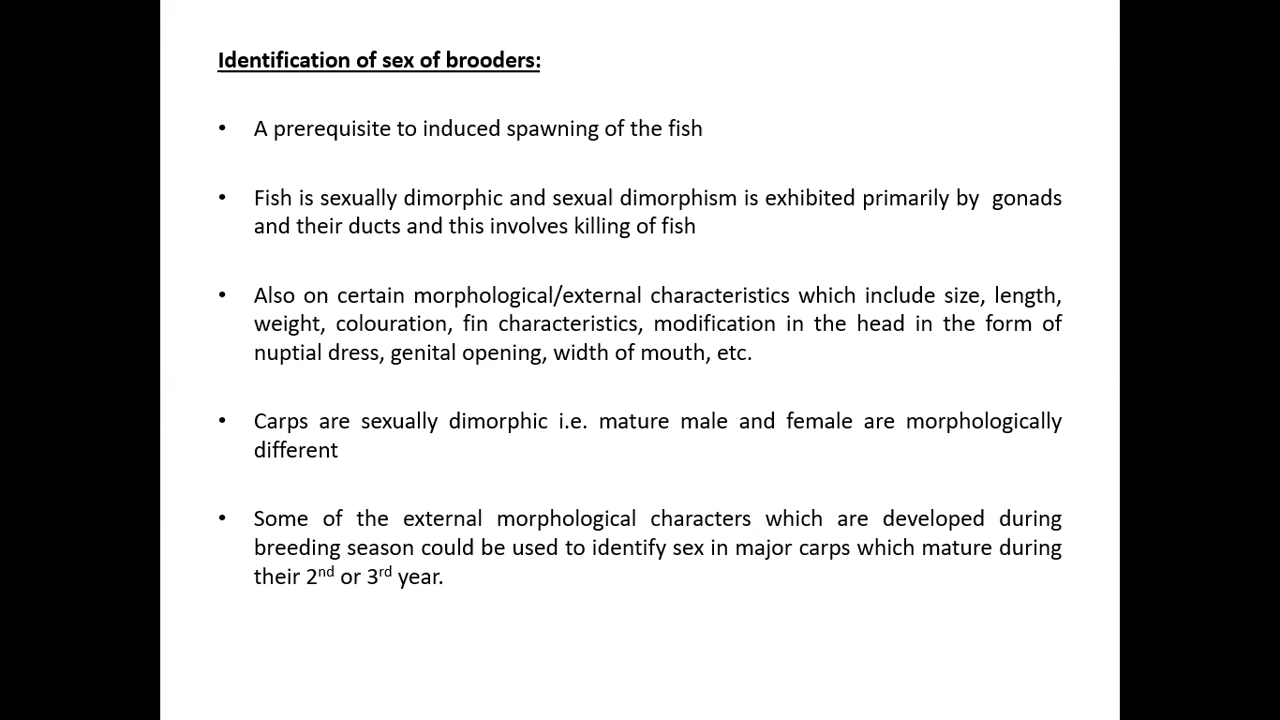 Identification of sex of brooders:
• A prerequisite to induced spawning of the fish
• Fish is sexually dimorphic and sexual dimorphism is exhibited primarily by gonads
and their ducts and this involves killing of fish
• Also on certain morphological/external characteristics which include size, length,
weight, colouration, fin characteristics, modification in the head in the form of
nuptial dress, genital opening, width of mouth, etc.
• Carps are sexually dimorphic i.e. mature male and female are morphologically
different
• Some of the external morphological characters which are developed during
breeding season could be used to identify sex in major carps which mature during
their 2nd or 3rd year.